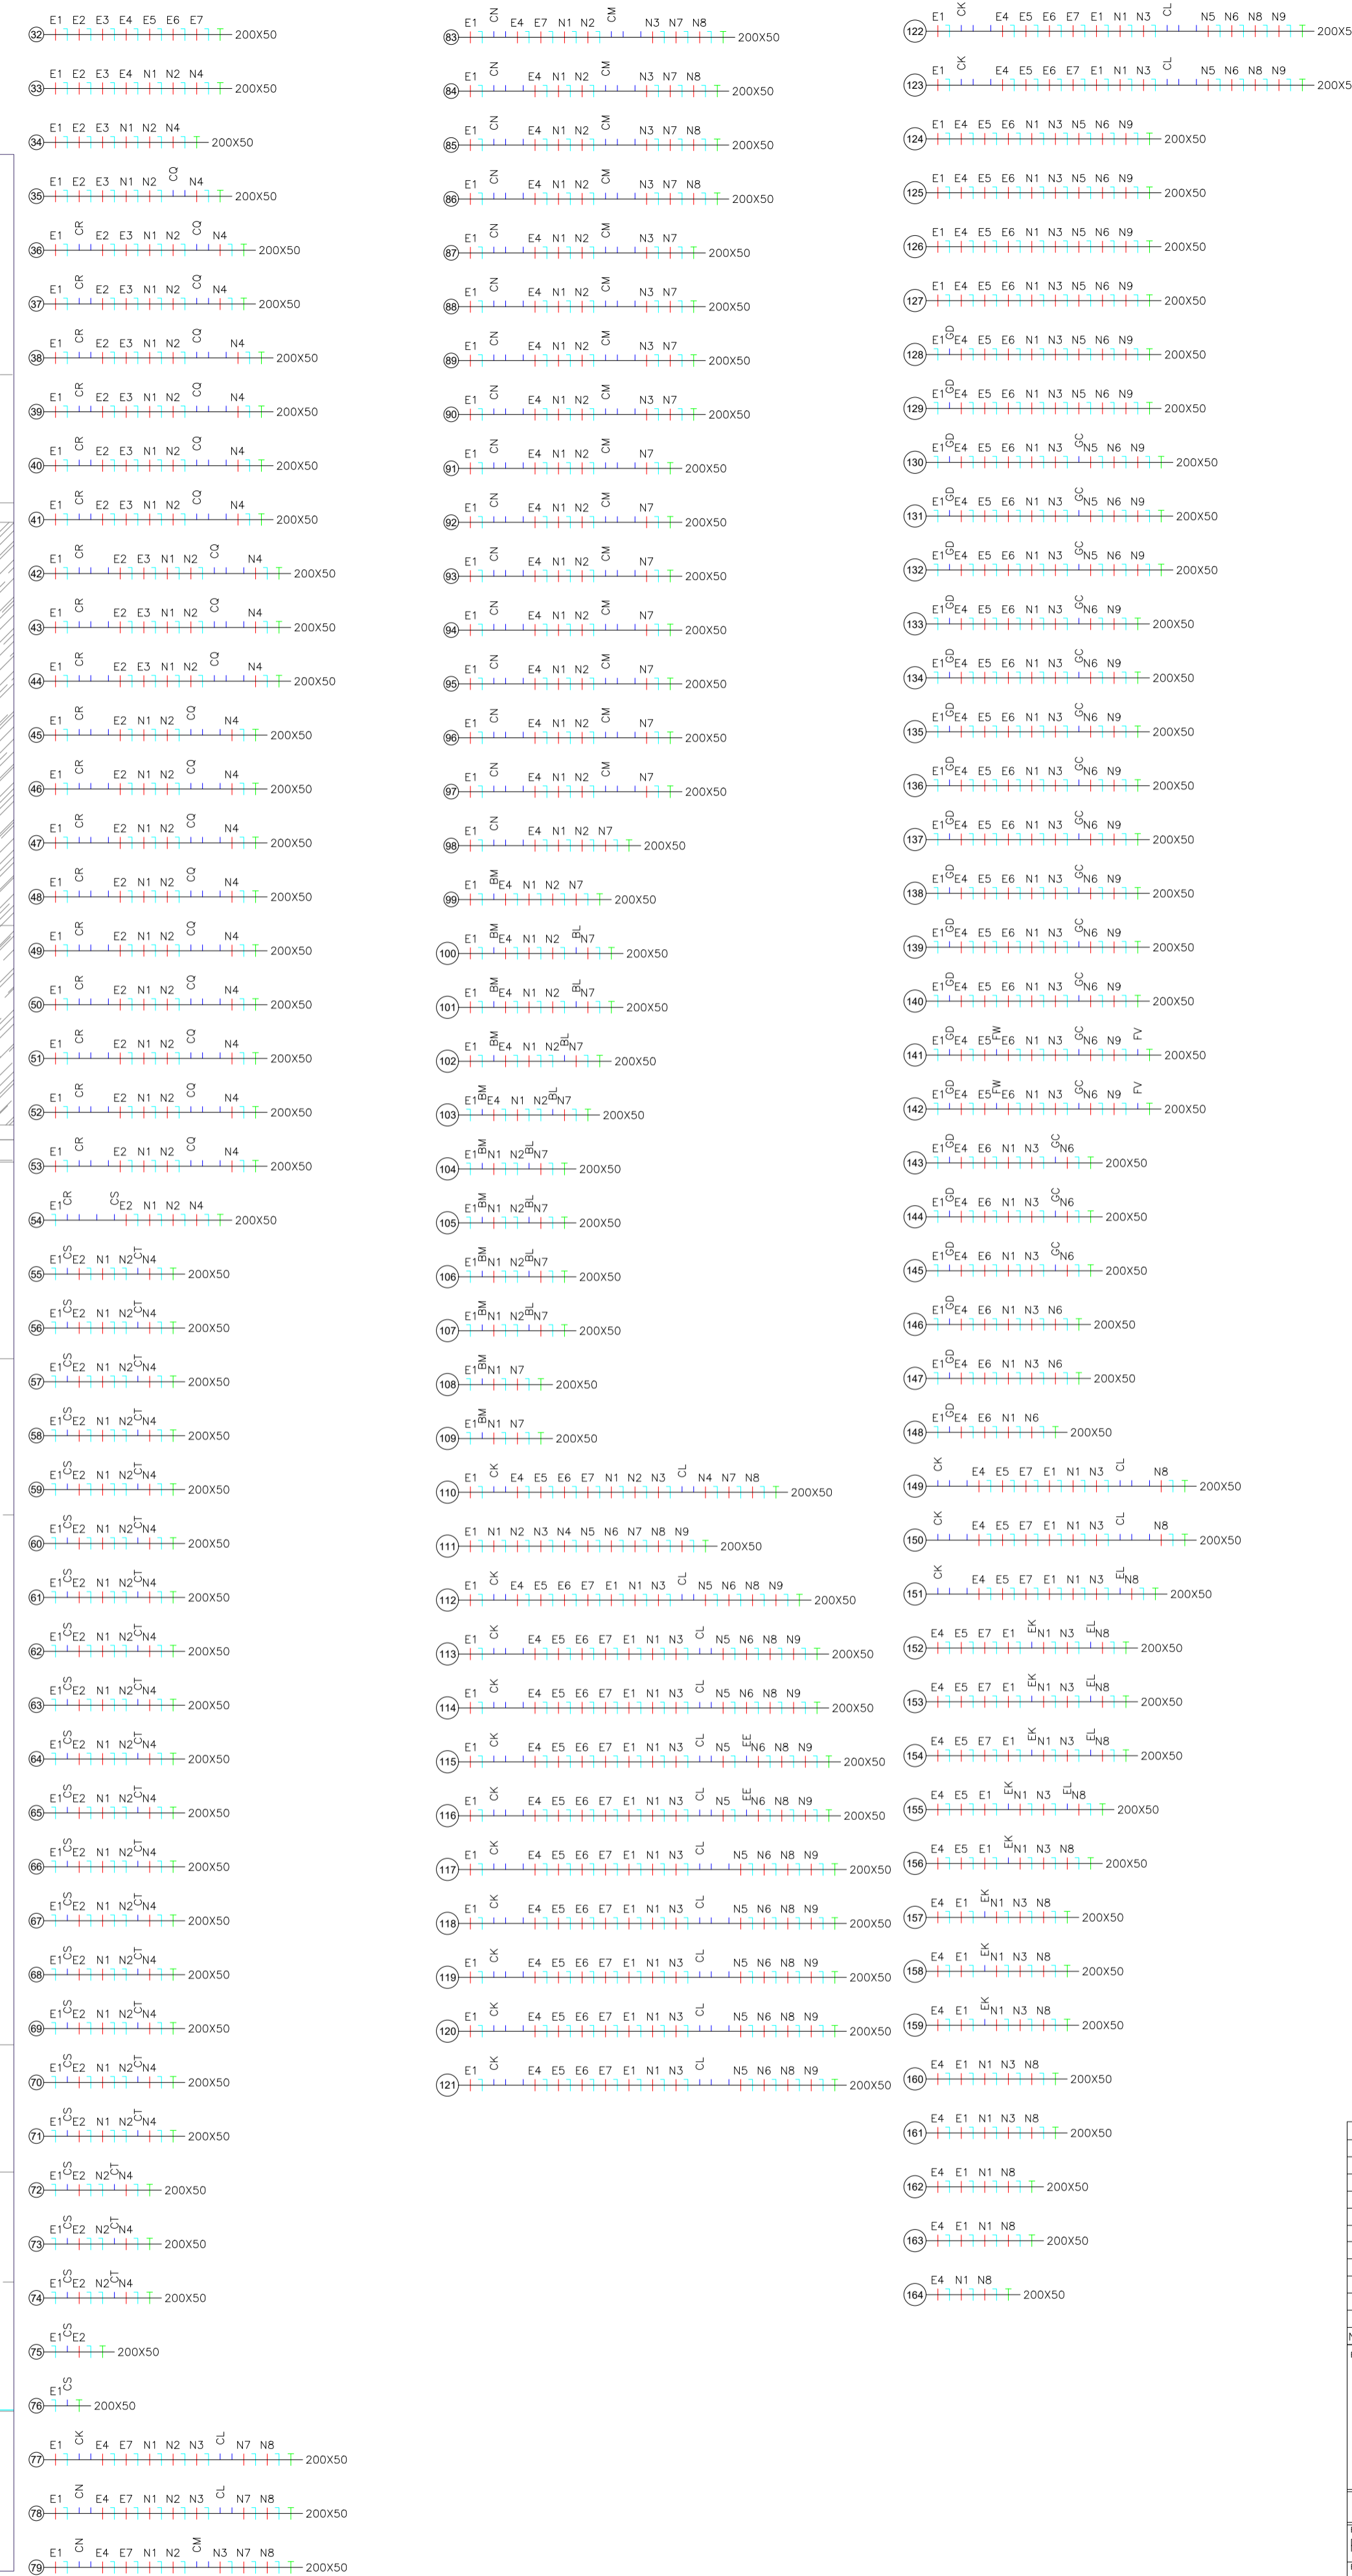 32 E1 E2 E3 E4 E5 E6 E7 200X50
33 E1 E2 E3 E4 N1 N2 N4 200X50
34 E1 E2 E3 N1 N2 N4 200X50
35 E1 E2 E3 N1 N2 CQ N4 200X50
36 E1 CR E2 E3 N1 N2 CQ N4 200X50
37 E1 CR E2 E3 N1 N2 CQ N4 200X50
38 E1 CR E2 E3 N1 N2 CQ N4 200X50
39 E1 CR E2 E3 N1 N2 CQ N4 200X50
40 E1 CR E2 E3 N1 N2 CQ N4 200X50
41 E1 CR E2 E3 N1 N2 CQ N4 200X50
42 E1 CR E2 E3 N1 N2 CQ N4 200X50
43 E1 CR E2 E3 N1 N2 CQ N4 200X50
44 E1 CR E2 E3 N1 N2 CQ N4 200X50
45 E1 CR E2 N1 N2 CQ N4 200X50
46 E1 CR E2 N1 N2 CQ N4 200X50
47 E1 CR E2 N1 N2 CQ N4 200X50
48 E1 CR E2 N1 N2 CQ N4 200X50
49 E1 CR E2 N1 N2 CQ N4 200X50
50 E1 CR E2 N1 N2 CQ N4 200X50
51 E1 CR E2 N1 N2 CQ N4 200X50
52 E1 CR E2 N1 N2 CQ N4 200X50
53 E1 CR E2 N1 N2 CQ N4 200X50
54 E1 CR CS E2 N1 N2 N4 200X50
55 E1 CS E2 N1 N2 CT N4 200X50
56 E1 CS E2 N1 N2 CT N4 200X50
57 E1 CS E2 N1 N2 CT N4 200X50
58 E1 CS E2 N1 N2 CT N4 200X50
59 E1 CS E2 N1 N2 CT N4 200X50
60 E1 CS E2 N1 N2 CT N4 200X50
61 E1 CS E2 N1 N2 CT N4 200X50
62 E1 CS E2 N1 N2 CT N4 200X50
63 E1 CS E2 N1 N2 CT N4 200X50
64 E1 CS E2 N1 N2 CT N4 200X50
65 E1 CS E2 N1 N2 CT N4 200X50
66 E1 CS E2 N1 N2 CT N4 200X50
67 E1 CS E2 N1 N2 CT N4 200X50
68 E1 CS E2 N1 N2 CT N4 200X50
69 E1 CS E2 N1 N2 CT N4 200X50
70 E1 CS E2 N1 N2 CT N4 200X50
71 E1 CS E2 N1 N2 CT N4 200X50
72 E1 CS E2 N2 CT N4 200X50
73 E1 CS E2 N2 CT N4 200X50
74 E1 CS E2 N2 CT N4 200X50
75 E1 CS E2 200X50
76 E1 CS 200X50
77 E1 CK E4 E7 N1 N2 N3 CL N7 N8 200X50
78 E1 CN E4 E7 N1 N2 N3 CL N7 N8 200X50
79 E1 CN E4 E7 N1 N2 CM N3 N7 N8 200X50
83 E1 CN E4 E7 N1 N2 CM N3 N7 N8 200X50
84 E1 CN E4 N1 N2 CM N3 N7 N8 200X50
85 E1 CN E4 N1 N2 CM N3 N7 N8 200X50
86 E1 CN E4 N1 N2 CM N3 N7 N8 200X50
87 E1 CN E4 N1 N2 CM N3 N7 200X50
88 E1 CN E4 N1 N2 CM N3 N7 200X50
89 E1 CN E4 N1 N2 CM N3 N7 200X50
90 E1 CN E4 N1 N2 CM N3 N7 200X50
91 E1 CN E4 N1 N2 CM N7 200X50
92 E1 CN E4 N1 N2 CM N7 200X50
93 E1 CN E4 N1 N2 CM N7 200X50
94 E1 CN E4 N1 N2 CM N7 200X50
95 E1 CN E4 N1 N2 CM N7 200X50
96 E1 CN E4 N1 N2 CM N7 200X50
97 E1 CN E4 N1 N2 CM N7 200X50
98 E1 CN E4 N1 N2 N7 200X50
99 E1 BM E4 N1 N2 N7 200X50
100 E1 BM E4 N1 N2 BL N7 200X50
101 E1 BM E4 N1 N2 BL N7 200X50
102 E1 BM E4 N1 N2 BL N7 200X50
103 E1 BM E4 N1 N2 BL N7 200X50
104 E1 BM N1 N2 BL N7 200X50
105 E1 BM N1 N2 BL N7 200X50
106 E1 BM N1 N2 BL N7 200X50
107 E1 BM N1 N2 BL N7 200X50
108 E1 BM N1 N7 200X50
109 E1 BM N1 N7 200X50
110 E1 CK E4 E5 E6 E7 N1 N2 N3 CL N4 N7 N8 200X50
111 E1 N1 N2 N3 N4 N5 N6 N7 N8 N9 200X50
112 E1 CK E4 E5 E6 E7 E1 N1 N3 CL N5 N6 N8 N9 200X50
113 E1 CK E4 E5 E6 E7 E1 N1 N3 CL N5 N6 N8 N9 200X50
114 E1 CK E4 E5 E6 E7 E1 N1 N3 CL N5 N6 N8 N9 200X50
115 E1 CK E4 E5 E6 E7 E1 N1 N3 CL N5 EE N6 N8 N9 200X50
116 E1 CK E4 E5 E6 E7 E1 N1 N3 CL N5 EE N6 N8 N9 200X50
117 E1 CK E4 E5 E6 E7 E1 N1 N3 CL N5 N6 N8 N9 200X50
118 E1 CK E4 E5 E6 E7 E1 N1 N3 CL N5 N6 N8 N9 200X50
119 E1 CK E4 E5 E6 E7 E1 N1 N3 CL N5 N6 N8 N9 200X50
120 E1 CK E4 E5 E6 E7 E1 N1 N3 CL N5 N6 N8 N9 200X50
121 E1 CK E4 E5 E6 E7 E1 N1 N3 CL N5 N6 N8 N9 200X50
122 E1 CK E4 E5 E6 E7 E1 N1 N3 CL N5 N6 N8 N9 200X5
123 E1 CK E4 E5 E6 E7 E1 N1 N3 CL N5 N6 N8 N9 200X5
124 E1 E4 E5 E6 N1 N3 N5 N6 N9 200X50
125 E1 E4 E5 E6 N1 N3 N5 N6 N9 200X50
126 E1 E4 E5 E6 N1 N3 N5 N6 N9 200X50
127 E1 E4 E5 E6 N1 N3 N5 N6 N9 200X50
128 E1 GD E4 E5 E6 N1 N3 N5 N6 N9 200X50
129 E1 GD E4 E5 E6 N1 N3 N5 N6 N9 200X50
130 E1 GD E4 E5 E6 N1 N3 GC N5 N6 N9 200X50
131 E1 GD E4 E5 E6 N1 N3 GC N5 N6 N9 200X50
132 E1 GD E4 E5 E6 N1 N3 GC N5 N6 N9 200X50
133 E1 GD E4 E5 E6 N1 N3 GC N6 N9 200X50
134 E1 GD E4 E5 E6 N1 N3 GC N6 N9 200X50
135 E1 GD E4 E5 E6 N1 N3 GC N6 N9 200X50
136 E1 GD E4 E5 E6 N1 N3 GC N6 N9 200X50
137 E1 GD E4 E5 E6 N1 N3 GC N6 N9 200X50
138 E1 GD E4 E5 E6 N1 N3 GC N6 N9 200X50
139 E1 GD E4 E5 E6 N1 N3 GC N6 N9 200X50
140 E1 GD E4 E5 E6 N1 N3 GC N6 N9 200X50
141 E1 GD E4 E5 FW E6 N1 N3 GC N6 N9 FV 200X50
142 E1 GD E4 E5 FW E6 N1 N3 GC N6 N9 FV 200X50
143 E1 GD E4 E6 N1 N3 GC N6 200X50
144 E1 GD E4 E6 N1 N3 GC N6 200X50
145 E1 GD E4 E6 N1 N3 GC N6 200X50
146 E1 GD E4 E6 N1 N3 N6 200X50
147 E1 GD E4 E6 N1 N3 N6 200X50
148 E1 GD E4 E6 N1 N6 200X50
149 CK E4 E5 E7 E1 N1 N3 CL N8 200X50
150 CK E4 E5 E7 E1 N1 N3 CL N8 200X50
151 CK E4 E5 E7 E1 N1 N3 EL N8 200X50
152 E4 E5 E7 E1 EK N1 N3 EL N8 200X50
153 E4 E5 E7 E1 EK N1 N3 EL N8 200X50
154 E4 E5 E7 E1 EK N1 N3 EL N8 200X50
155 E4 E5 E1 EK N1 N3 EL N8 200X50
156 E4 E5 E1 EK N1 N3 N8 200X50
157 E4 E1 EK N1 N3 N8 200X50
158 E4 E1 EK N1 N3 N8 200X50
159 E4 E1 EK N1 N3 N8 200X50
160 E4 E1 N1 N3 N8 200X50
161 E4 E1 N1 N3 N8 200X50
162 E4 E1 N1 N8 200X50
163 E4 E1 N1 N8 200X50
164 E4 N1 N8 200X50